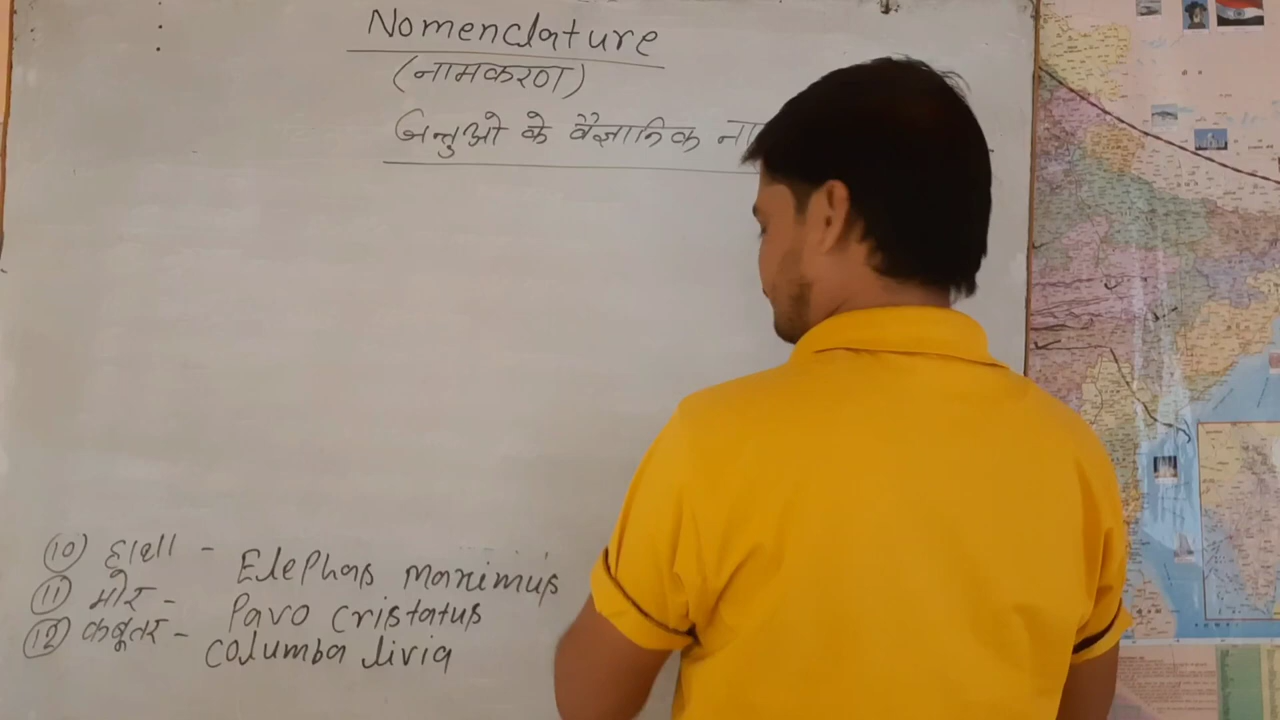 Nomenclature
(नामकरण)
जन्तुओ के वैज्ञानिक
(10) हाथी - Elephas maximus
(11) मोर - Pavo cristatus
(12) कबूतर - columba livia